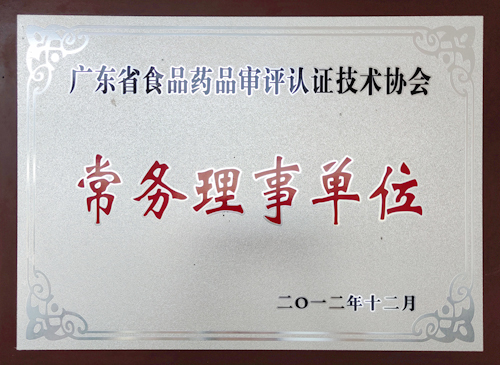 广东省食品药品审评认证技术协会
常务理事单位
二〇一二年十二月